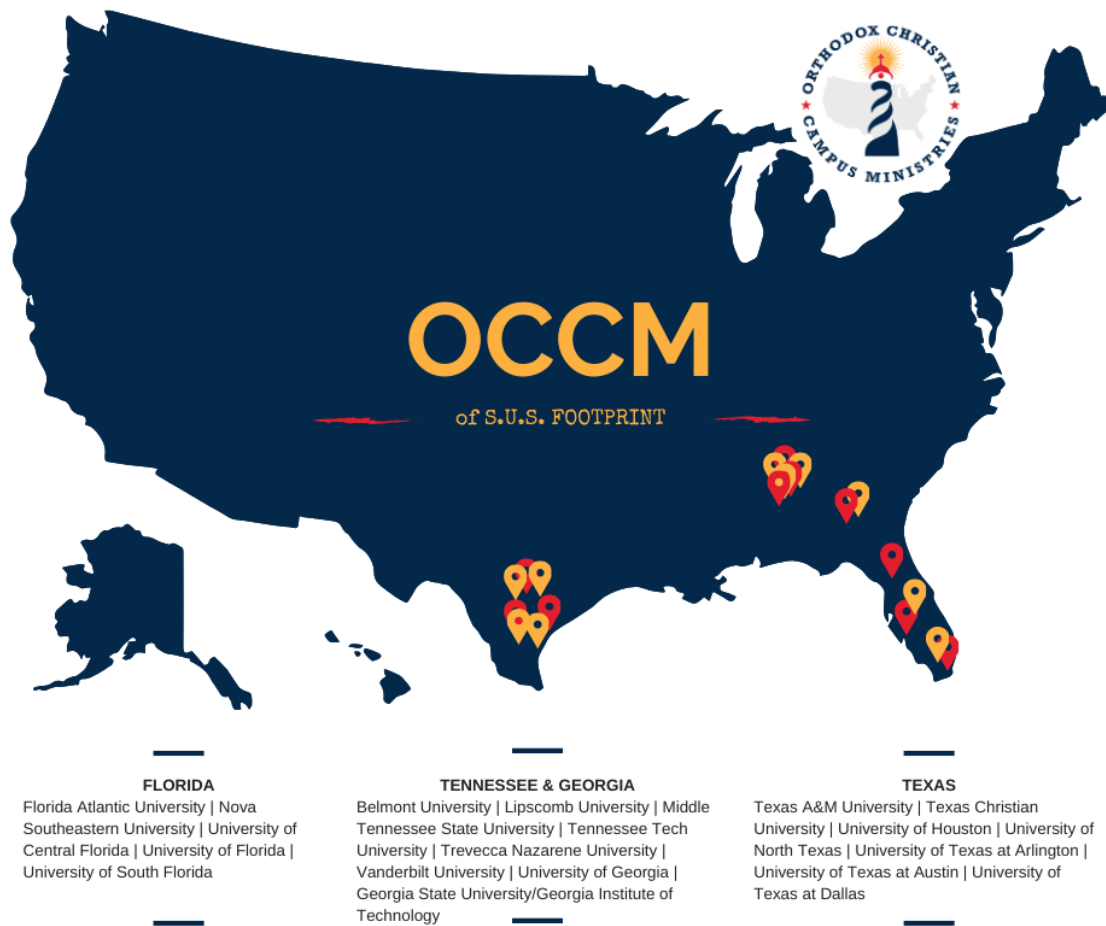 ORTHODOX CHRISTIAN
CAMPUS MINISTRIES
OCCM
of S.U.S. FOOTPRINT
FLORIDA
Florida Atlantic University | Nova
Southeastern University | University of
Central Florida | University of Florida |
University of South Florida
TENNESSEE & GEORGIA
Belmont University | Lipscomb University | Middle
Tennessee State University | Tennessee Tech
University | Trevecca Nazarene University |
Vanderbilt University | University of Georgia |
Georgia State University/Georgia Institute of
Technology
TEXAS
Texas A&M University | Texas Christian
University | University of Houston | University of
North Texas | University of Texas at Arlington |
University of Texas at Austin | University of
Texas at Dallas